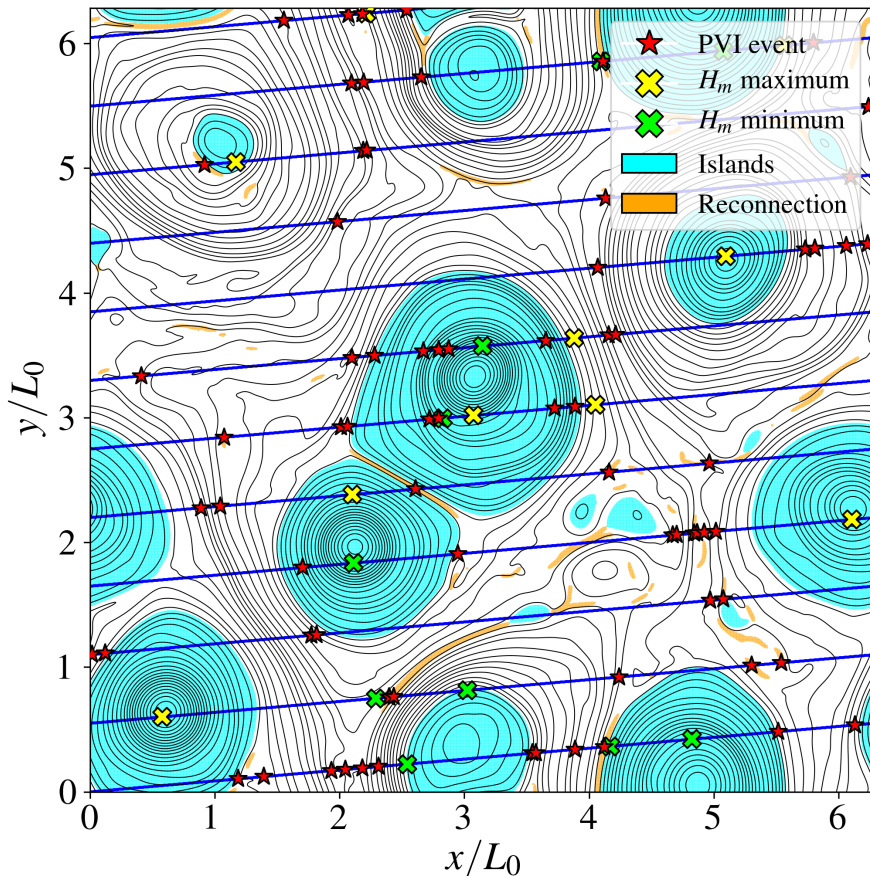 PVI event
H_m maximum
H_m minimum
Islands
Reconnection
6
5
4
3
2
1
0
y/L_0
0 1 2 3 4 5 6
x/L_0